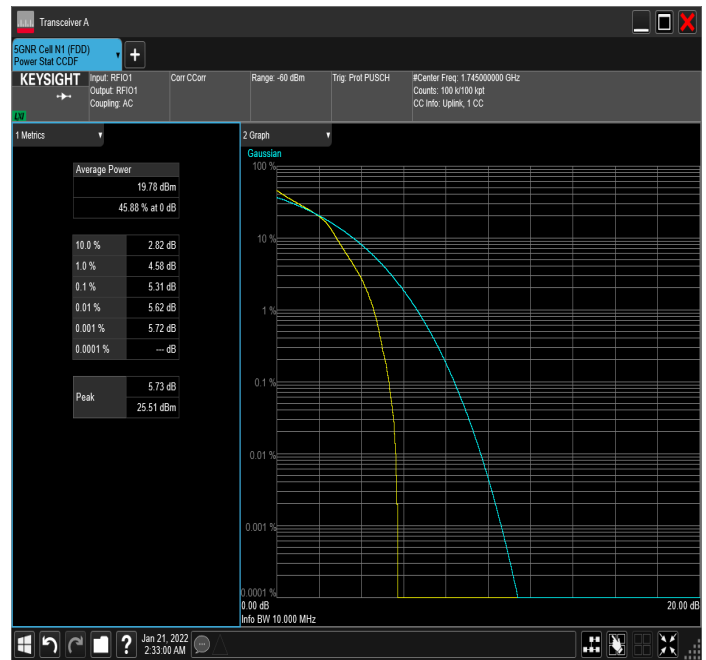 Transceiver A
5GNR Cell N1 (FDD)
Power Stat CCDF
KEYSIGHT
LXI
Input: RFIO1
Output: RFIO1
Coupling: AC
Corr CCorr
Range: -60 dBm
Trig: Prot PUSCH
#Center Freq: 1.745000000 GHz
Counts: 100 k/100 kpt
CC Info: Uplink, 1 CC
1 Metrics
Average Power
19.78 dBm
45.88 % at 0 dB
10.0 % 2.82 dB
1.0 % 4.58 dB
0.1 % 5.31 dB
0.01 % 5.62 dB
0.001 % 5.72 dB
0.0001 % --- dB
Peak
5.73 dB
25.51 dBm
2 Graph
Gaussian
100 %
10 %
1 %
0.1 %
0.01 %
0.001 %
0.0001 %
0.00 dB 20.00 dB
Info BW 10.000 MHz
Jan 21, 2022
2:33:00 AM